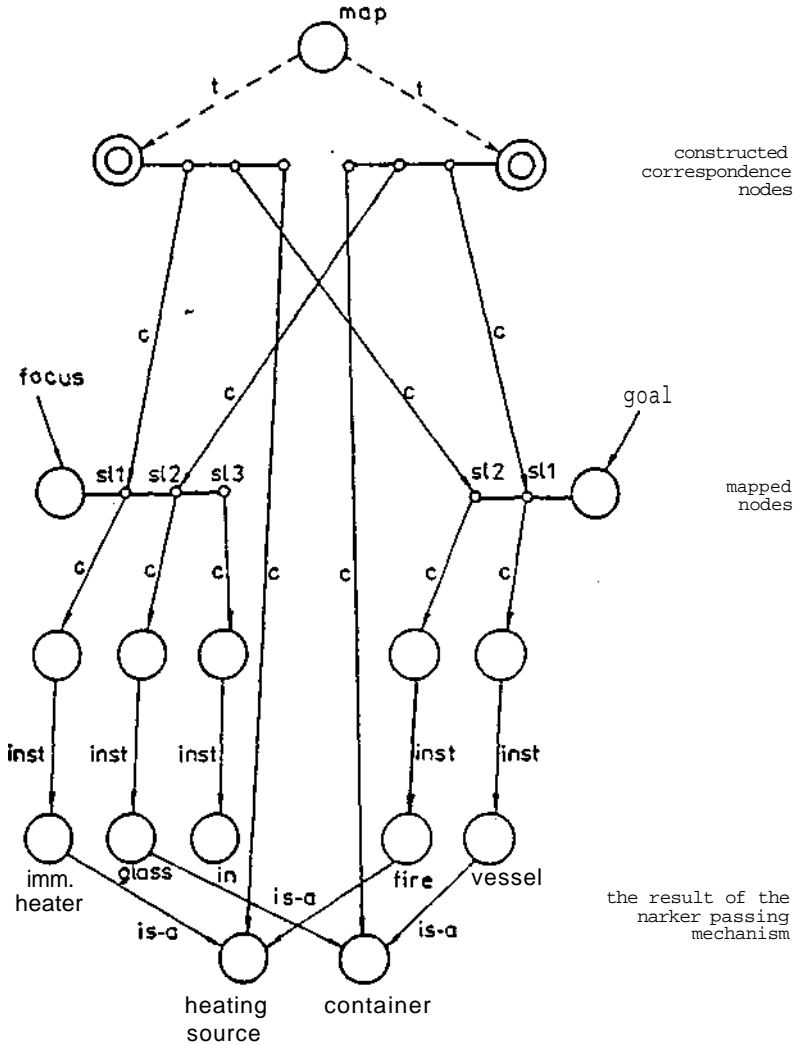 map
t
t
constructed
correspondence
nodes
c
c
focus
c
c
goal
sl1 sl2 sl3
sl2 sl1
mapped
nodes
c c c c c c c
inst inst inst inst inst
imm.
heater
glass
in
fire
vessel
is-a
is-a
is-a
the result of the
narker passing
mechanism
heating
source
container